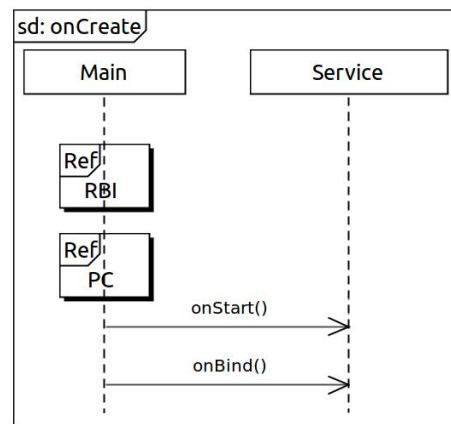 sd: onCreate
Main
Service
Ref
RBI
Ref
PC
onStart()
onBind()